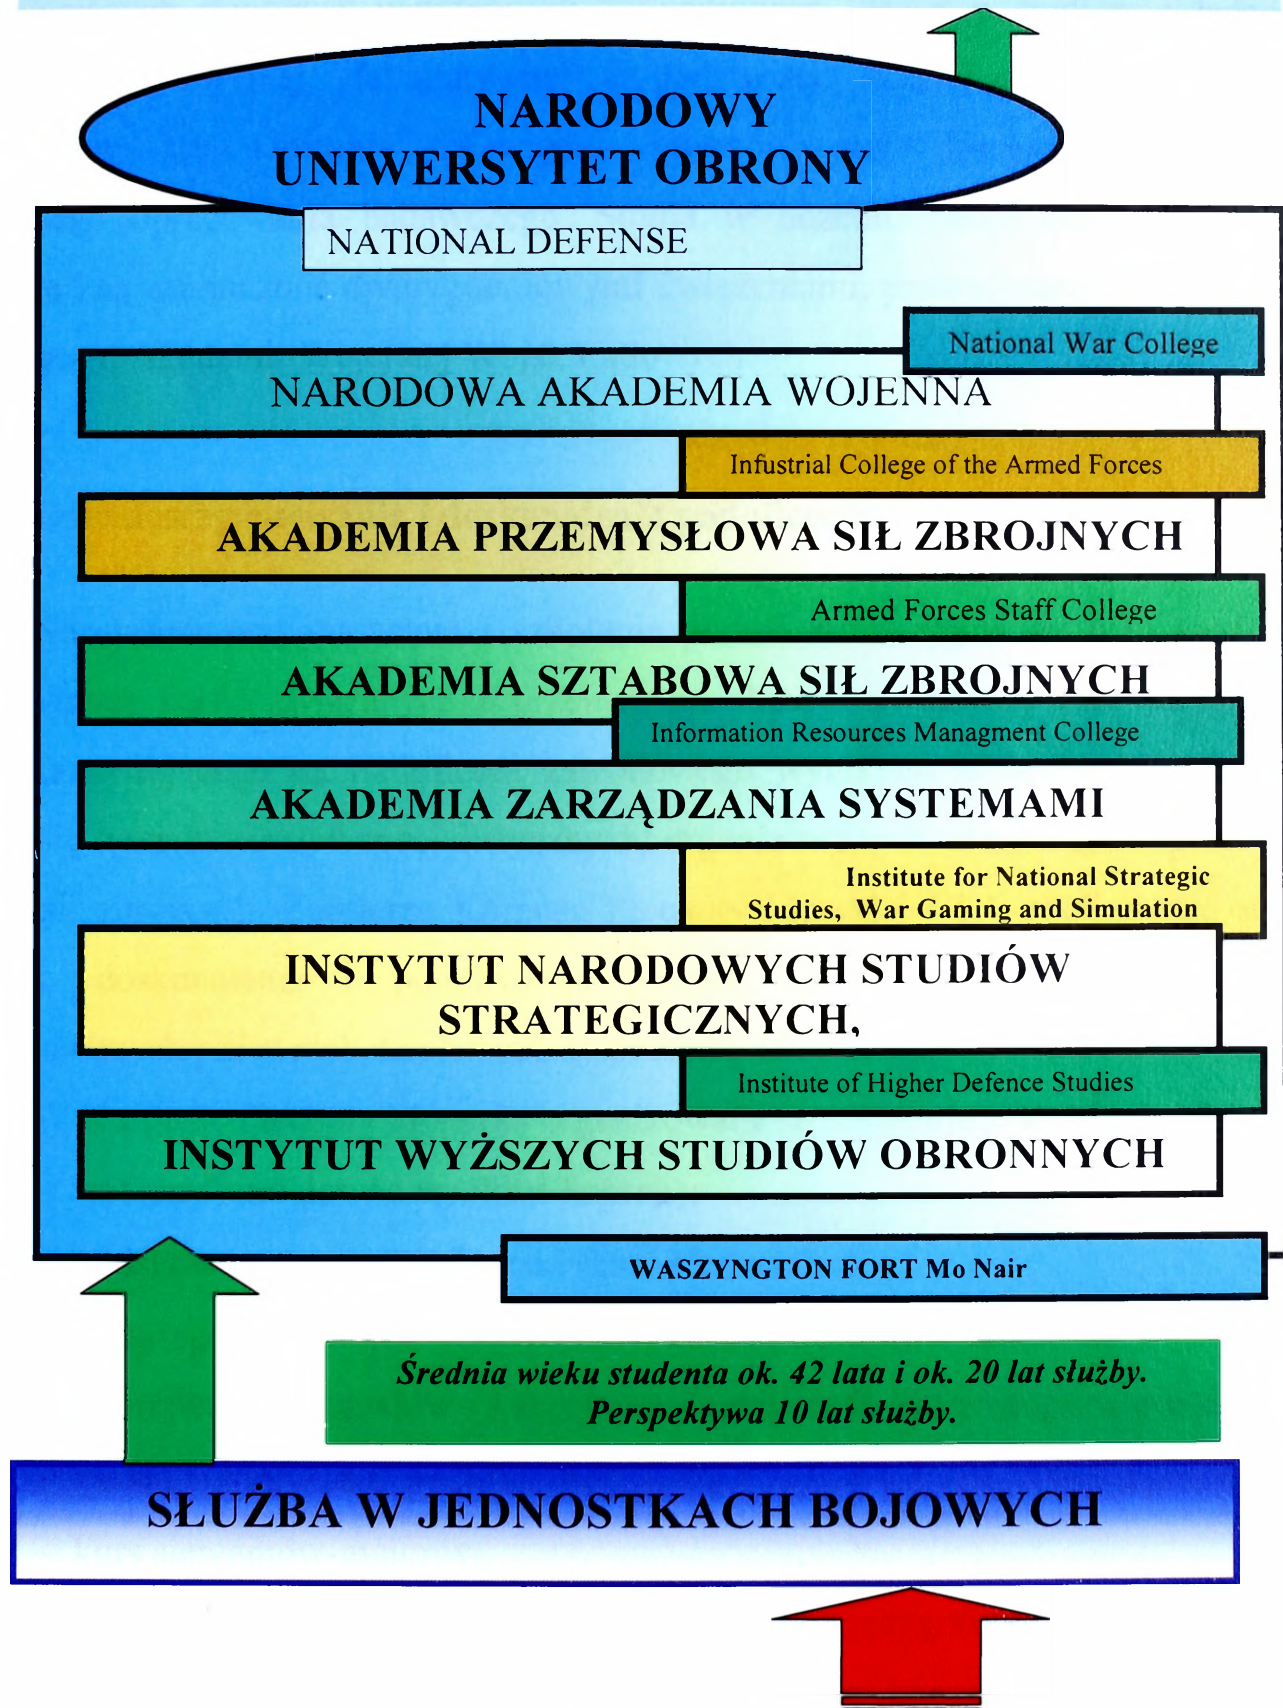 NARODOWY
UNIWERSYTET OBRONY
NATIONAL DEFENSE
National War College
NARODOWA AKADEMIA WOJENNA
Infustrial College of the Armed Forces
AKADEMIA PRZEMYSŁOWA SIŁ ZBROJNYCH
Armed Forces Staff College
AKADEMIA SZTABOWA SIŁ ZBROJNYCH
Information Resources Managment College
AKADEMIA ZARZĄDZANIA SYSTEMAMI
Institute for National Strategic
Studies, War Gaming and Simulation
INSTYTUT NARODOWYCH STUDIÓW
STRATEGICZNYCH,
Institute of Higher Defence Studies
INSTYTUT WYŻSZYCH STUDIÓW OBRONNYCH
WASZYNGTON FORT Mo Nair
Średnia wieku studenta ok. 42 lata i ok. 20 lat służby.
Perspektywa 10 lat służby.
SŁUŻBA W JEDNOSTKACH BOJOWYCH